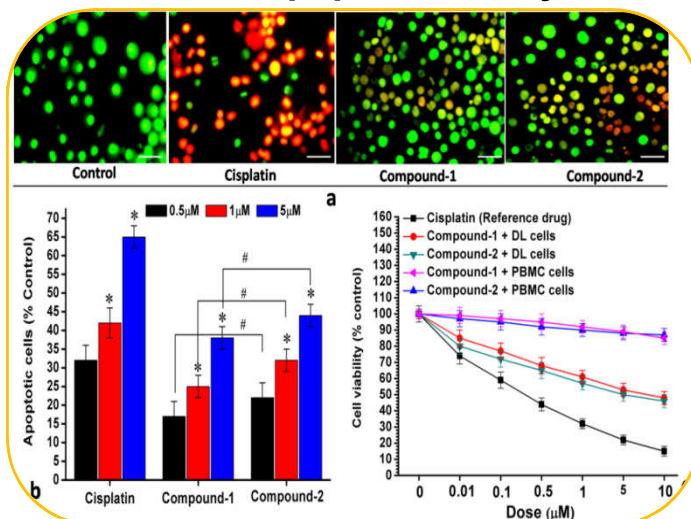 Control
Cisplatin
Compound-1
Compound-2
a
0.5µM
1µM
5µM
Apoptotic cells (% Control)
70
65
60
55
50
45
40
35
30
25
20
15
10
5
0
*
*
*
*
*
*
#
#
#
Cisplatin
Compound-1
Compound-2
b
Cisplatin (Reference drug)
Compound-1 + DL cells
Compound-2 + DL cells
Compound-1 + PBMC cells
Compound-2 + PBMC cells
Cell viability (% control)
160
150
140
130
120
110
100
90
80
70
60
50
40
30
20
10
0
0
0.01
0.1
0.5
1
5
10
Dose (µM)